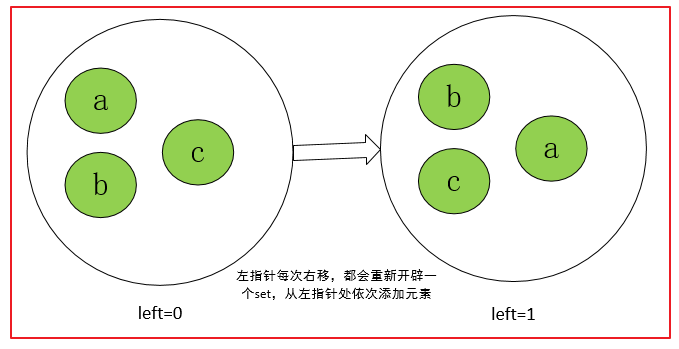 a
b
c
b
c
a
左指针每次右移，都会重新开辟一
个set，从左指针处依次添加元素
left=0
left=1